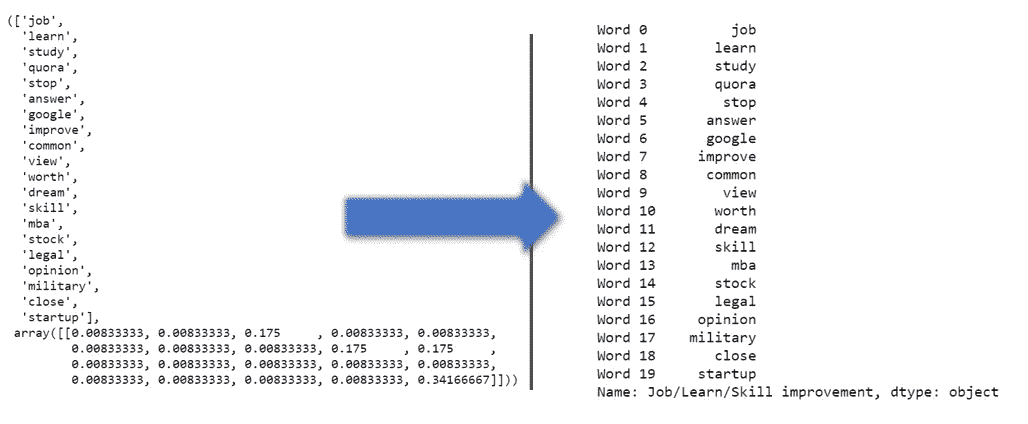 (['job',
'learn',
'study',
'quora',
'stop',
'answer',
'google',
'improve',
'common',
'view',
'worth',
'dream',
'skill',
'mba',
'stock',
'legal',
'opinion',
'military',
'close',
'startup'],
array([[0.00833333, 0.00833333, 0.175     , 0.00833333, 0.00833333,
0.00833333, 0.00833333, 0.00833333, 0.175     , 0.175     ,
0.00833333, 0.00833333, 0.00833333, 0.00833333, 0.00833333,
0.00833333, 0.00833333, 0.00833333, 0.00833333, 0.34166667]]))
Word 0 job
Word 1 learn
Word 2 study
Word 3 quora
Word 4 stop
Word 5 answer
Word 6 google
Word 7 improve
Word 8 common
Word 9 view
Word 10 worth
Word 11 dream
Word 12 skill
Word 13 mba
Word 14 stock
Word 15 legal
Word 16 opinion
Word 17 military
Word 18 close
Word 19 startup
Name: Job/Learn/Skill improvement, dtype: object